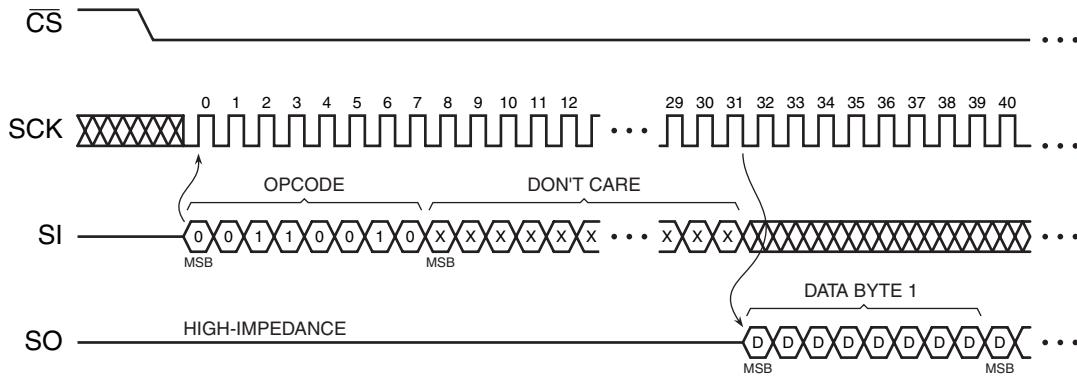 CS
SCK
0 1 2 3 4 5 6 7 8 9 10 11 12 29 30 31 32 33 34 35 36 37 38 39 40
OPCODE DON'T CARE
SI
0 0 1 1 0 0 1 0 X X X X X X X X X
MSB MSB
DATA BYTE 1
HIGH-IMPEDANCE
SO
D D D D D D D D D
MSB MSB